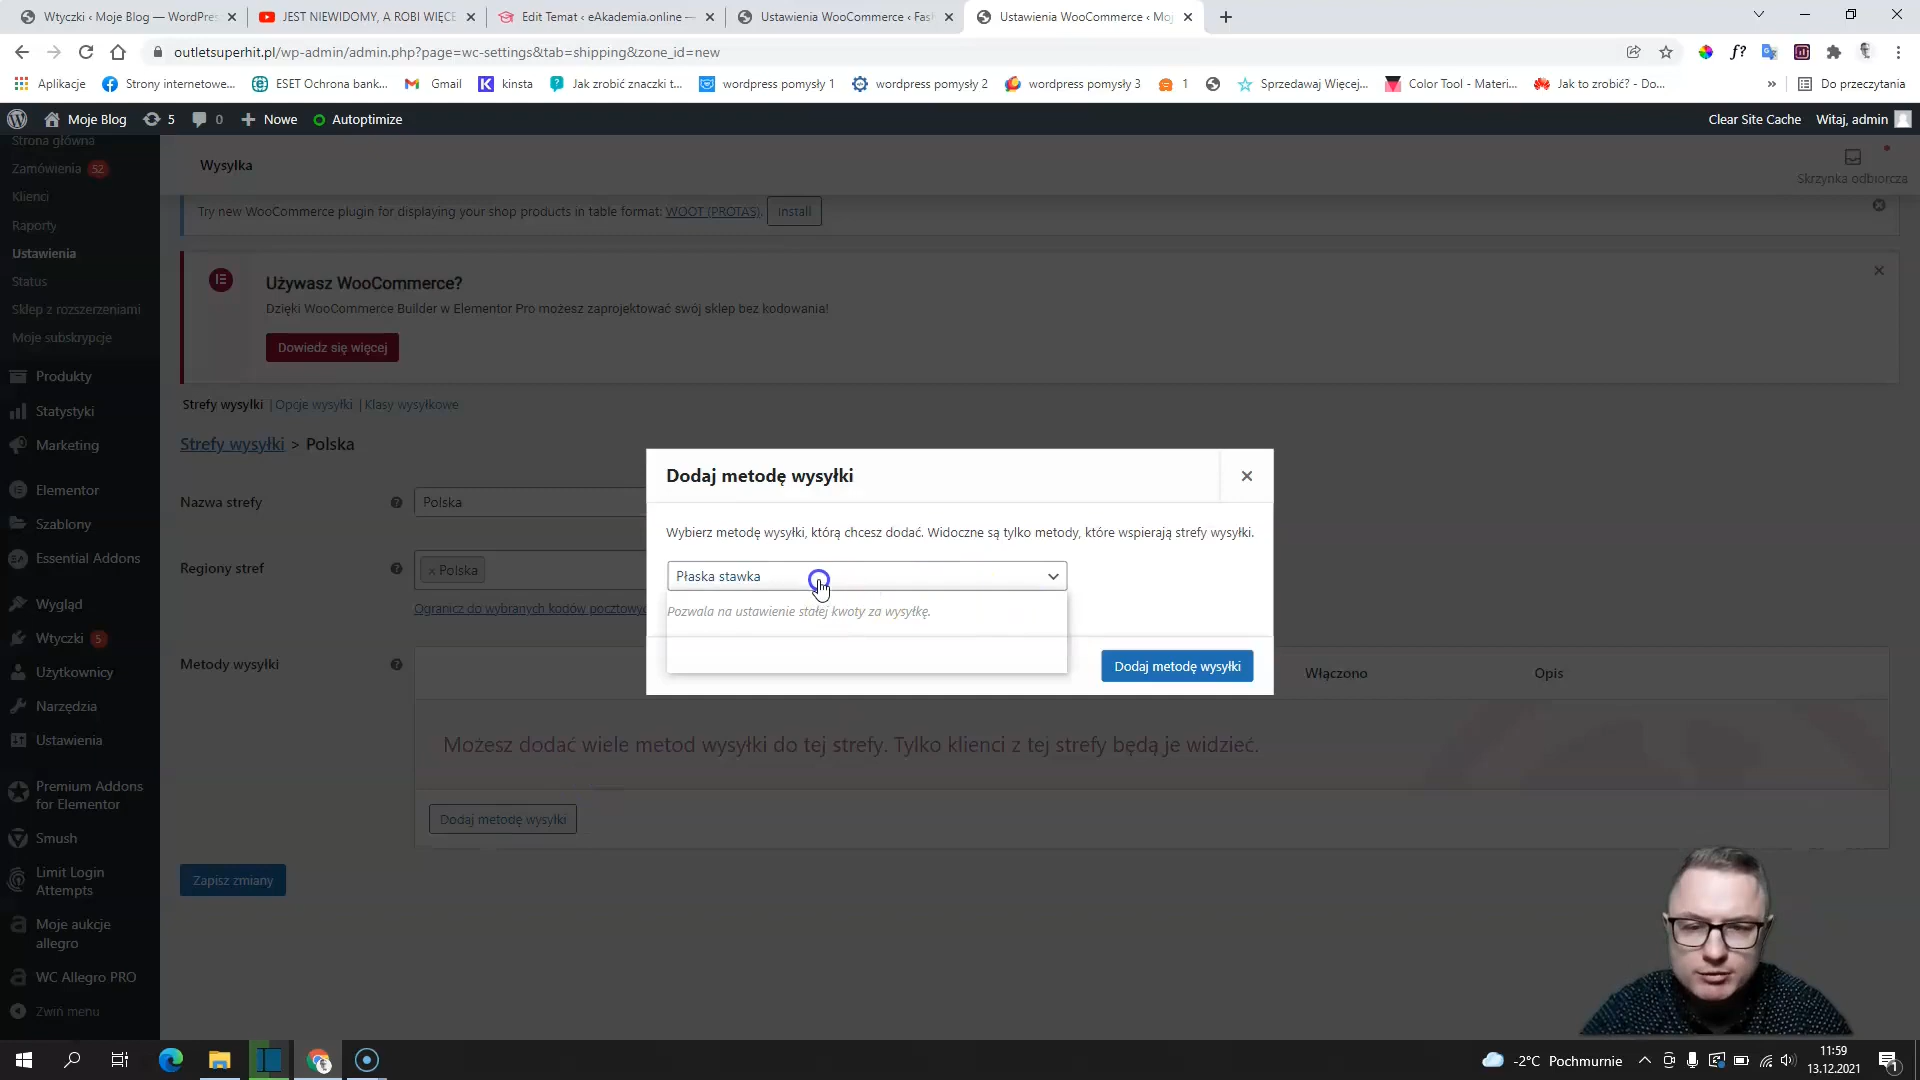 Wtyczki ‹ Moje Blog — WordPres
JEST NIEWIDOMY, A ROBI WIĘCE
Edit Temat ‹ eAkademia.online —
Ustawienia WooCommerce ‹ Fas
Ustawienia WooCommerce ‹ Moj
outletsuperhit.pl/wp-admin/admin.php?page=wc-settings&tab=shipping&zone_id=new
Aplikacje
Strony internetowe...
ESET Ochrona bank...
Gmail
kinsta
Jak zrobić znaczki t...
wordpress pomysły 1
wordpress pomysły 2
wordpress pomysły 3
1
Sprzedawaj Więcej,...
Color Tool - Materi...
Jak to zrobić? - Do...
»
Do przeczytania
Moje Blog
5
0
Nowe
Autoptimize
Clear Site Cache
Witaj, admin
Strona główna
Zamówienia 52
Klienci
Raporty
Ustawienia
Status
Sklep z rozszerzeniami
Moje subskrypcje
Produkty
Statystyki
Marketing
Elementor
Szablony
Essential Addons
Wygląd
Wtyczki 5
Użytkownicy
Narzędzia
Ustawienia
Premium Addons
for Elementor
Smush
Limit Login
Attempts
Moje aukcje
allegro
WC Allegro PRO
Zwiń menu
Wysyłka
Skrzynka odbiorcza
Try new WooCommerce plugin for displaying your shop products in table format: WOOT (PROTAS). Install
Używasz WooCommerce?
Dzięki WooCommerce Builder w Elementor Pro możesz zaprojektować swój sklep bez kodowania!
Dowiedz się więcej
Strefy wysyłki | Opcje wysyłki | Klasy wysyłkowe
Strefy wysyłki > Polska
Nazwa strefy
Polska
Regiony stref
× Polska
Ogranicz do wybranych kodów pocztowyc
Metody wysyłki
Włączono
Opis
Możesz dodać wiele metod wysyłki do tej strefy. Tylko klienci z tej strefy będą je widzieć.
Dodaj metodę wysyłki
Zapisz zmiany
Dodaj metodę wysyłki
Wybierz metodę wysyłki, którą chcesz dodać. Widoczne są tylko metody, które wspierają strefy wysyłki.
Płaska stawka
Pozwala na ustawienie stałej kwoty za wysyłkę.
Dodaj metodę wysyłki
-2°C Pochmurnie
11:59
13.12.2021
1